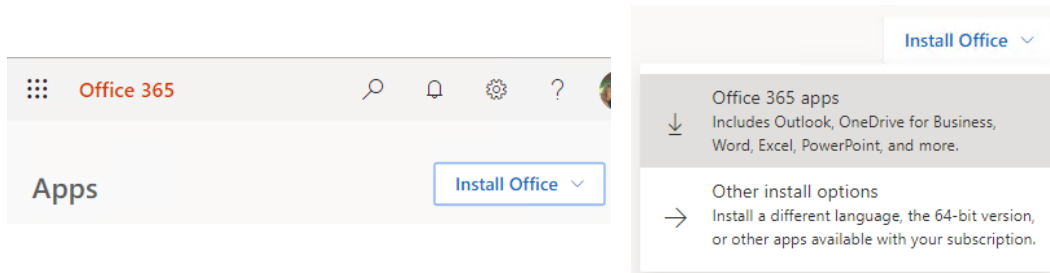 Office 365
?
Apps
Install Office
Install Office
Office 365 apps
Includes Outlook, OneDrive for Business,
Word, Excel, PowerPoint, and more.
Other install options
Install a different language, the 64-bit version,
or other apps available with your subscription.